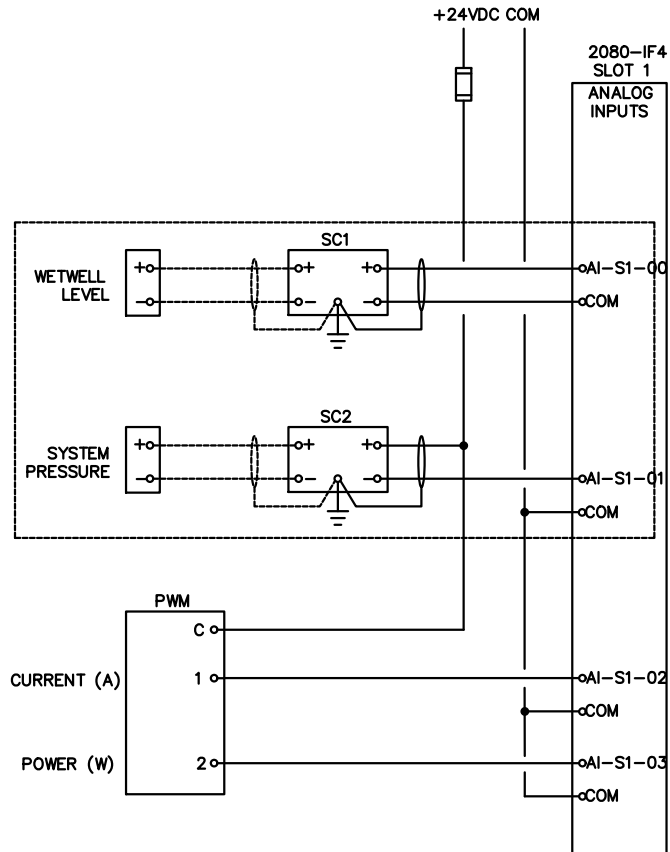 +24VDC COM
2080-IF4
SLOT 1
ANALOG
INPUTS
SC1
WETWELL
LEVEL
+
-
+
-
+
-
AI-S1-00
COM
SC2
SYSTEM
PRESSURE
+
-
+
-
+
-
AI-S1-01
COM
PWM
C
CURRENT (A)
1
AI-S1-02
COM
POWER (W)
2
AI-S1-03
COM